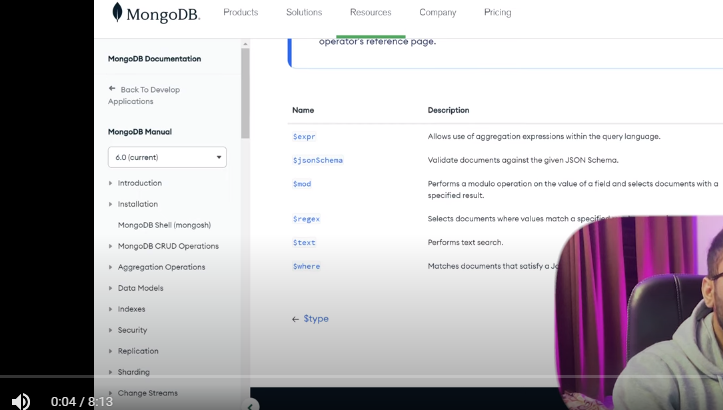 MongoDB.
Products
Solutions
Resources
Company
Pricing
operator's reference page.
MongoDB Documentation
← Back To Develop
Applications
MongoDB Manual
6.0 (current)
Introduction
Installation
MongoDB Shell (mongosh)
MongoDB CRUD Operations
Aggregation Operations
Data Models
Indexes
Security
Replication
Sharding
Change Streams
Name Description
$expr Allows use of aggregation expressions within the query language.
$jsonSchema Validate documents against the given JSON Schema.
$mod Performs a modulo operation on the value of a field and selects documents with a
specified result.
$regex Selects documents where values match a specified
$text Performs text search.
$where Matches documents that satisfy a
← $type
0:04 / 8:13